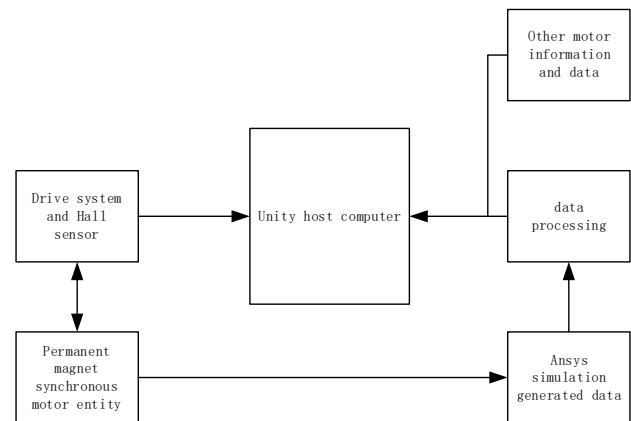 Other motor
information
and data
Drive system
and Hall
sensor
Unity host computer
data
processing
Permanent
magnet
synchronous
motor entity
Ansys
simulation
generated data